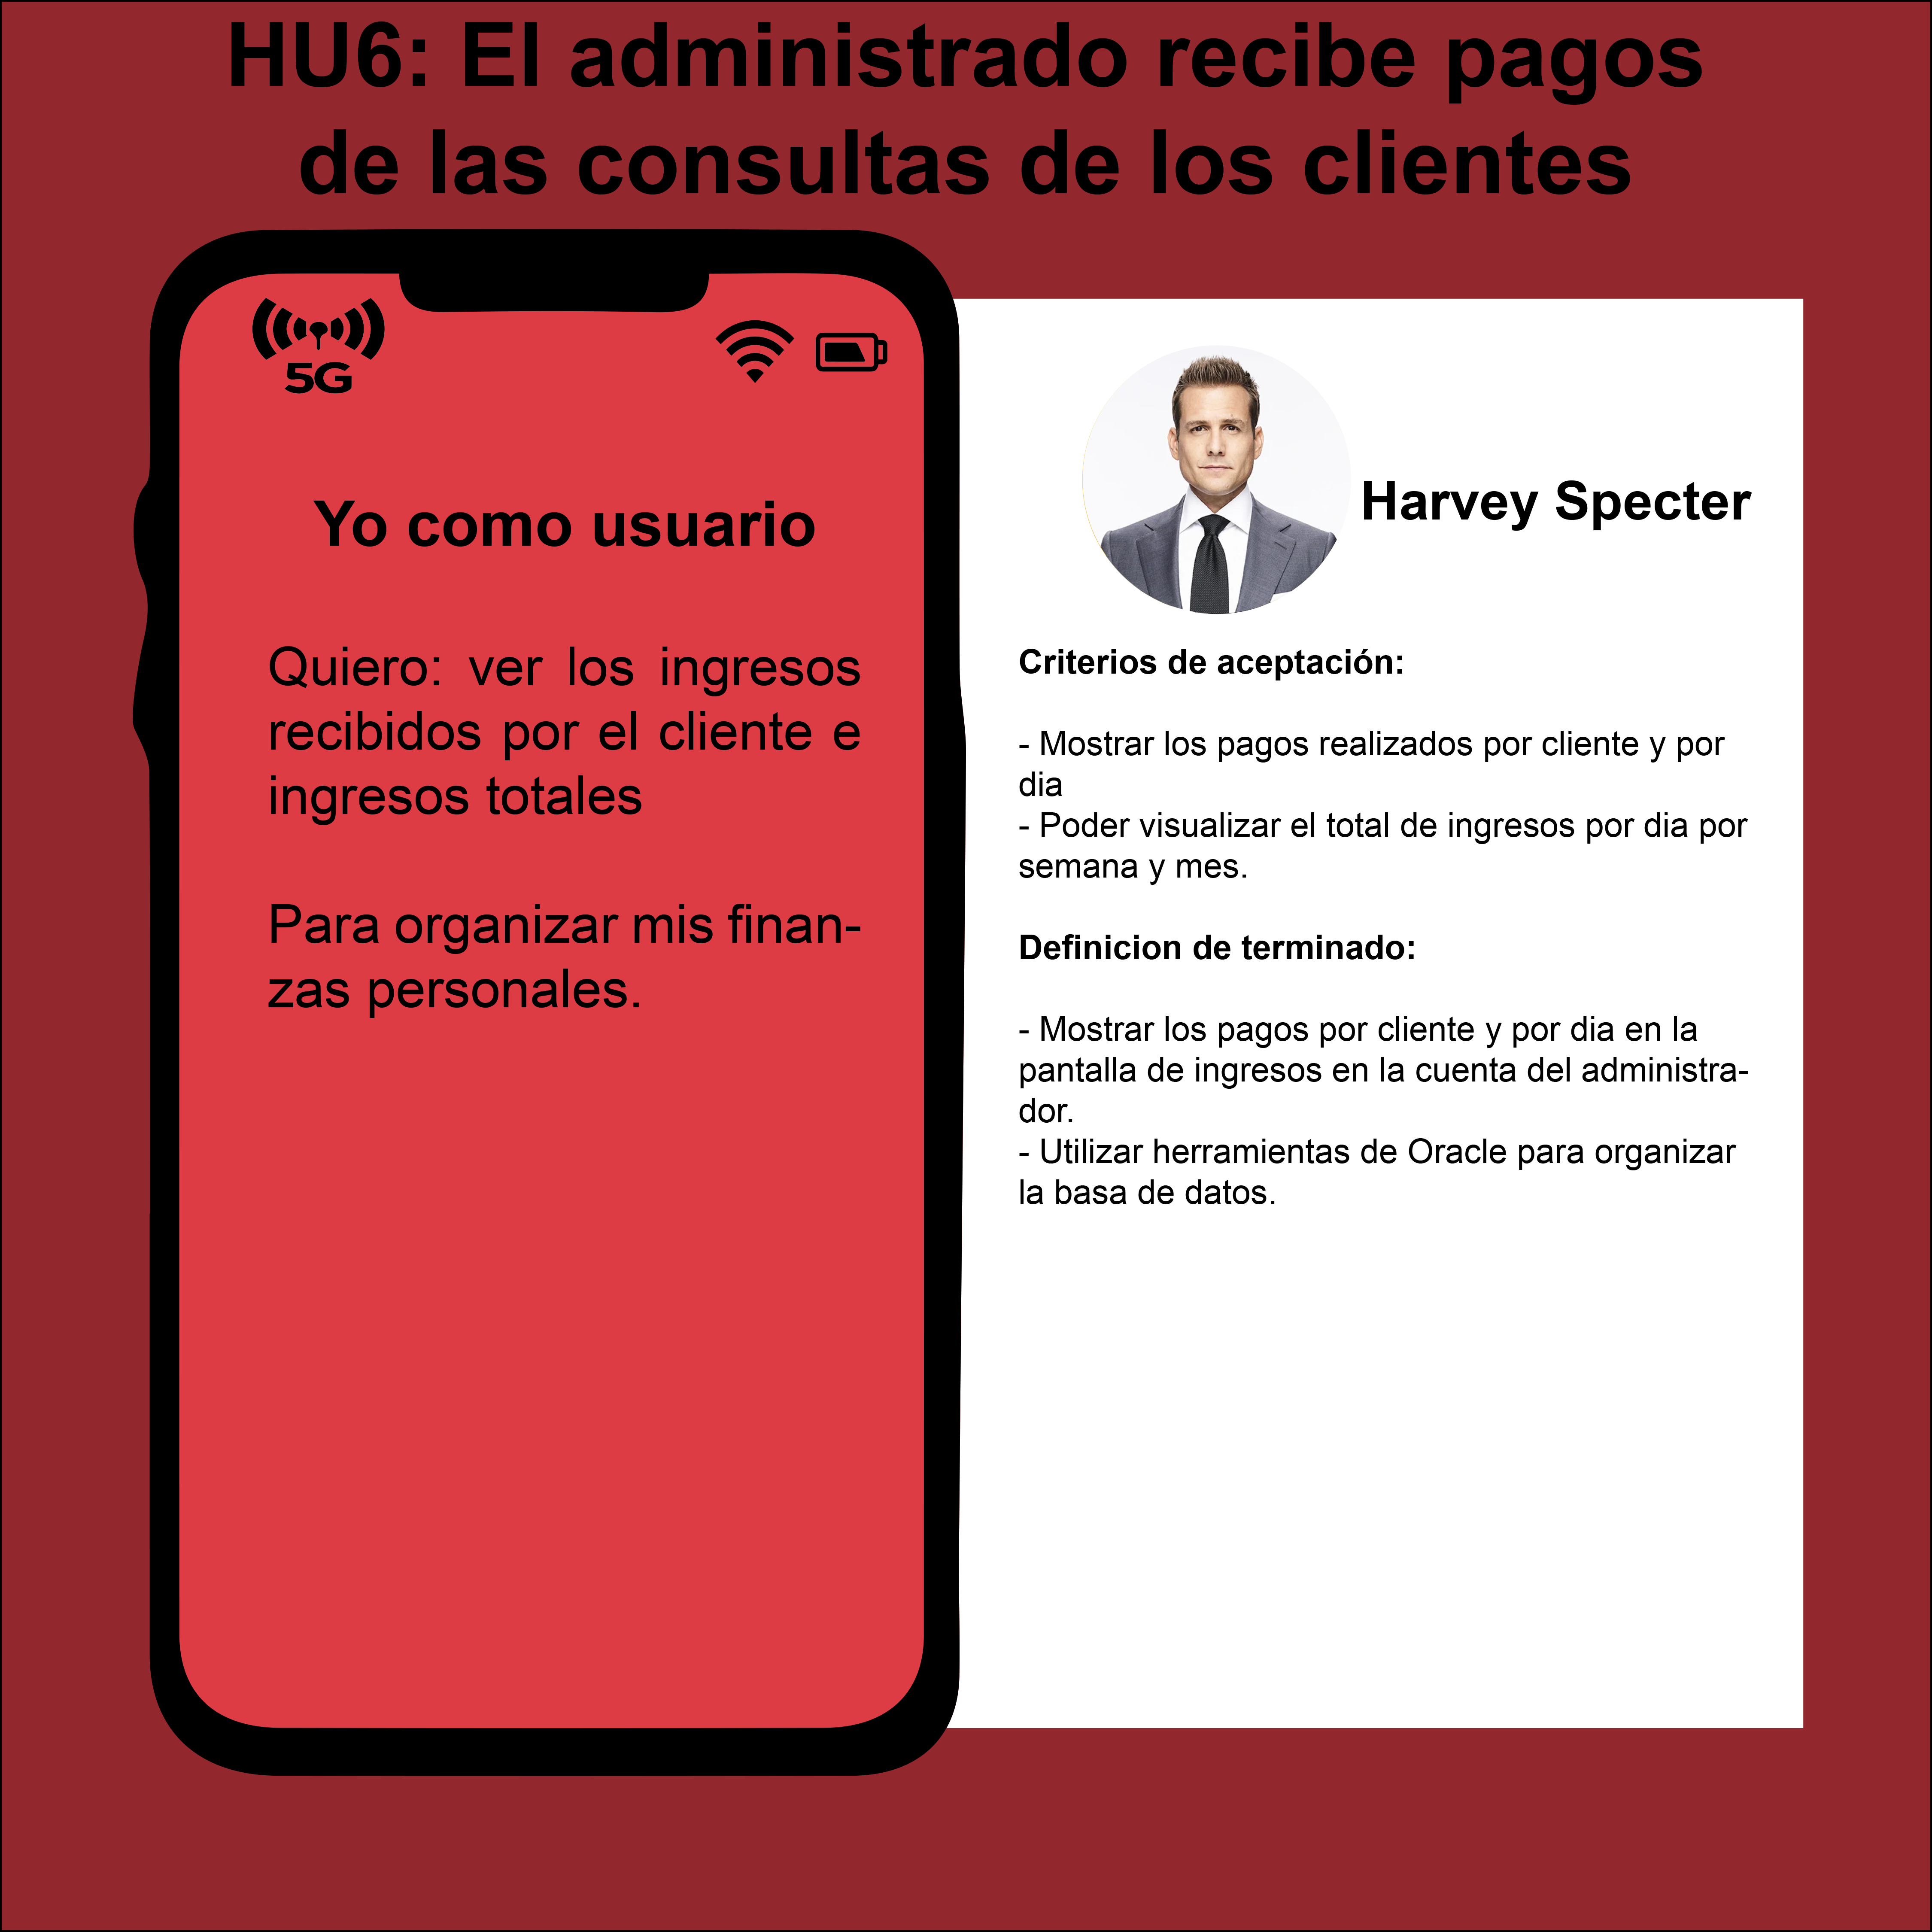 HU6: El administrado recibe pagos
de las consultas de los clientes
5G
Yo como usuario
Quiero: ver los ingresos
recibidos por el cliente e
ingresos totales
Para organizar mis finan-
zas personales.
Harvey Specter
Criterios de aceptación:
- Mostrar los pagos realizados por cliente y por
dia
- Poder visualizar el total de ingresos por dia por
semana y mes.
Definicion de terminado:
- Mostrar los pagos por cliente y por dia en la
pantalla de ingresos en la cuenta del administra-
dor.
- Utilizar herramientas de Oracle para organizar
la basa de datos.